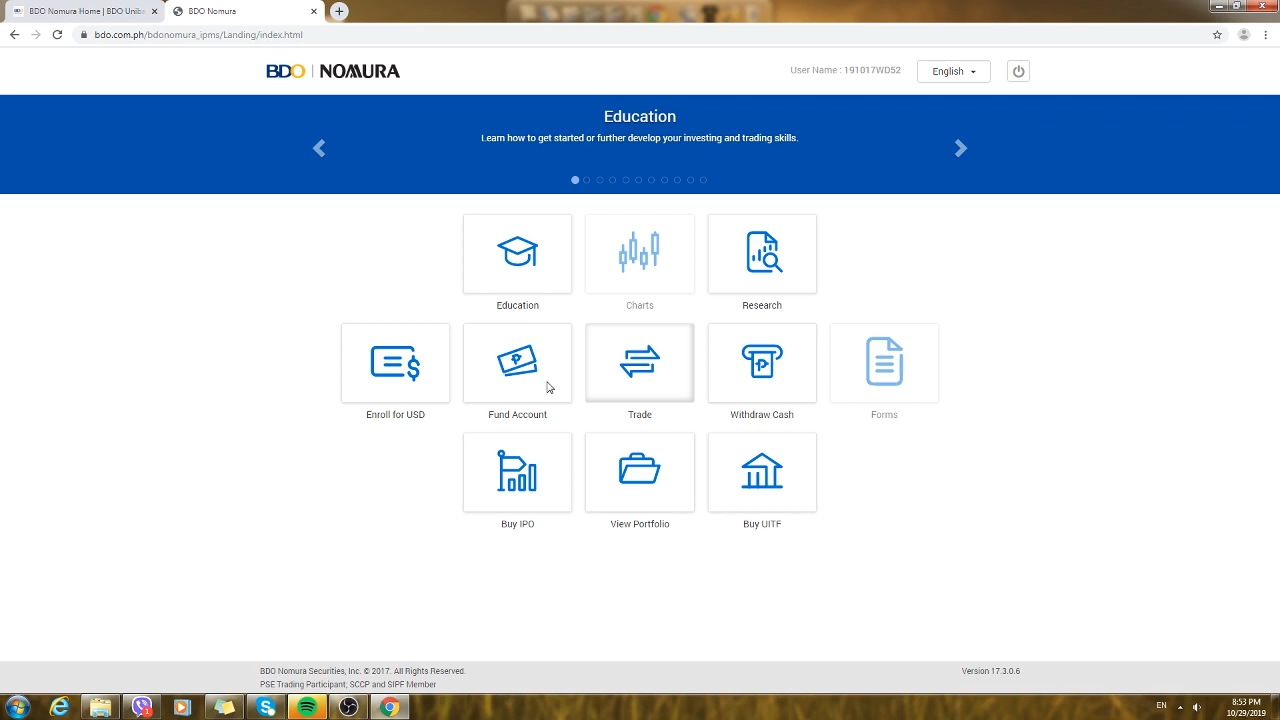 BDO Nomura Home | BDO Unib
BDO Nomura
bdo.com.ph/bdonomura_ipms/Landing/index.html
BDO | NOMURA
User Name : 191017WD52
English
Education
Learn how to get started or further develop your investing and trading skills.
Education
Charts
Research
Enroll for USD
Fund Account
Trade
Withdraw Cash
Forms
Buy IPO
View Portfolio
Buy UITF
BDO Nomura Securities, Inc. © 2017. All Rights Reserved.
Version 17.3.0.6
PSE Trading Participant; SCCP and SIPF Member
EN
8:53 PM
10/29/2019